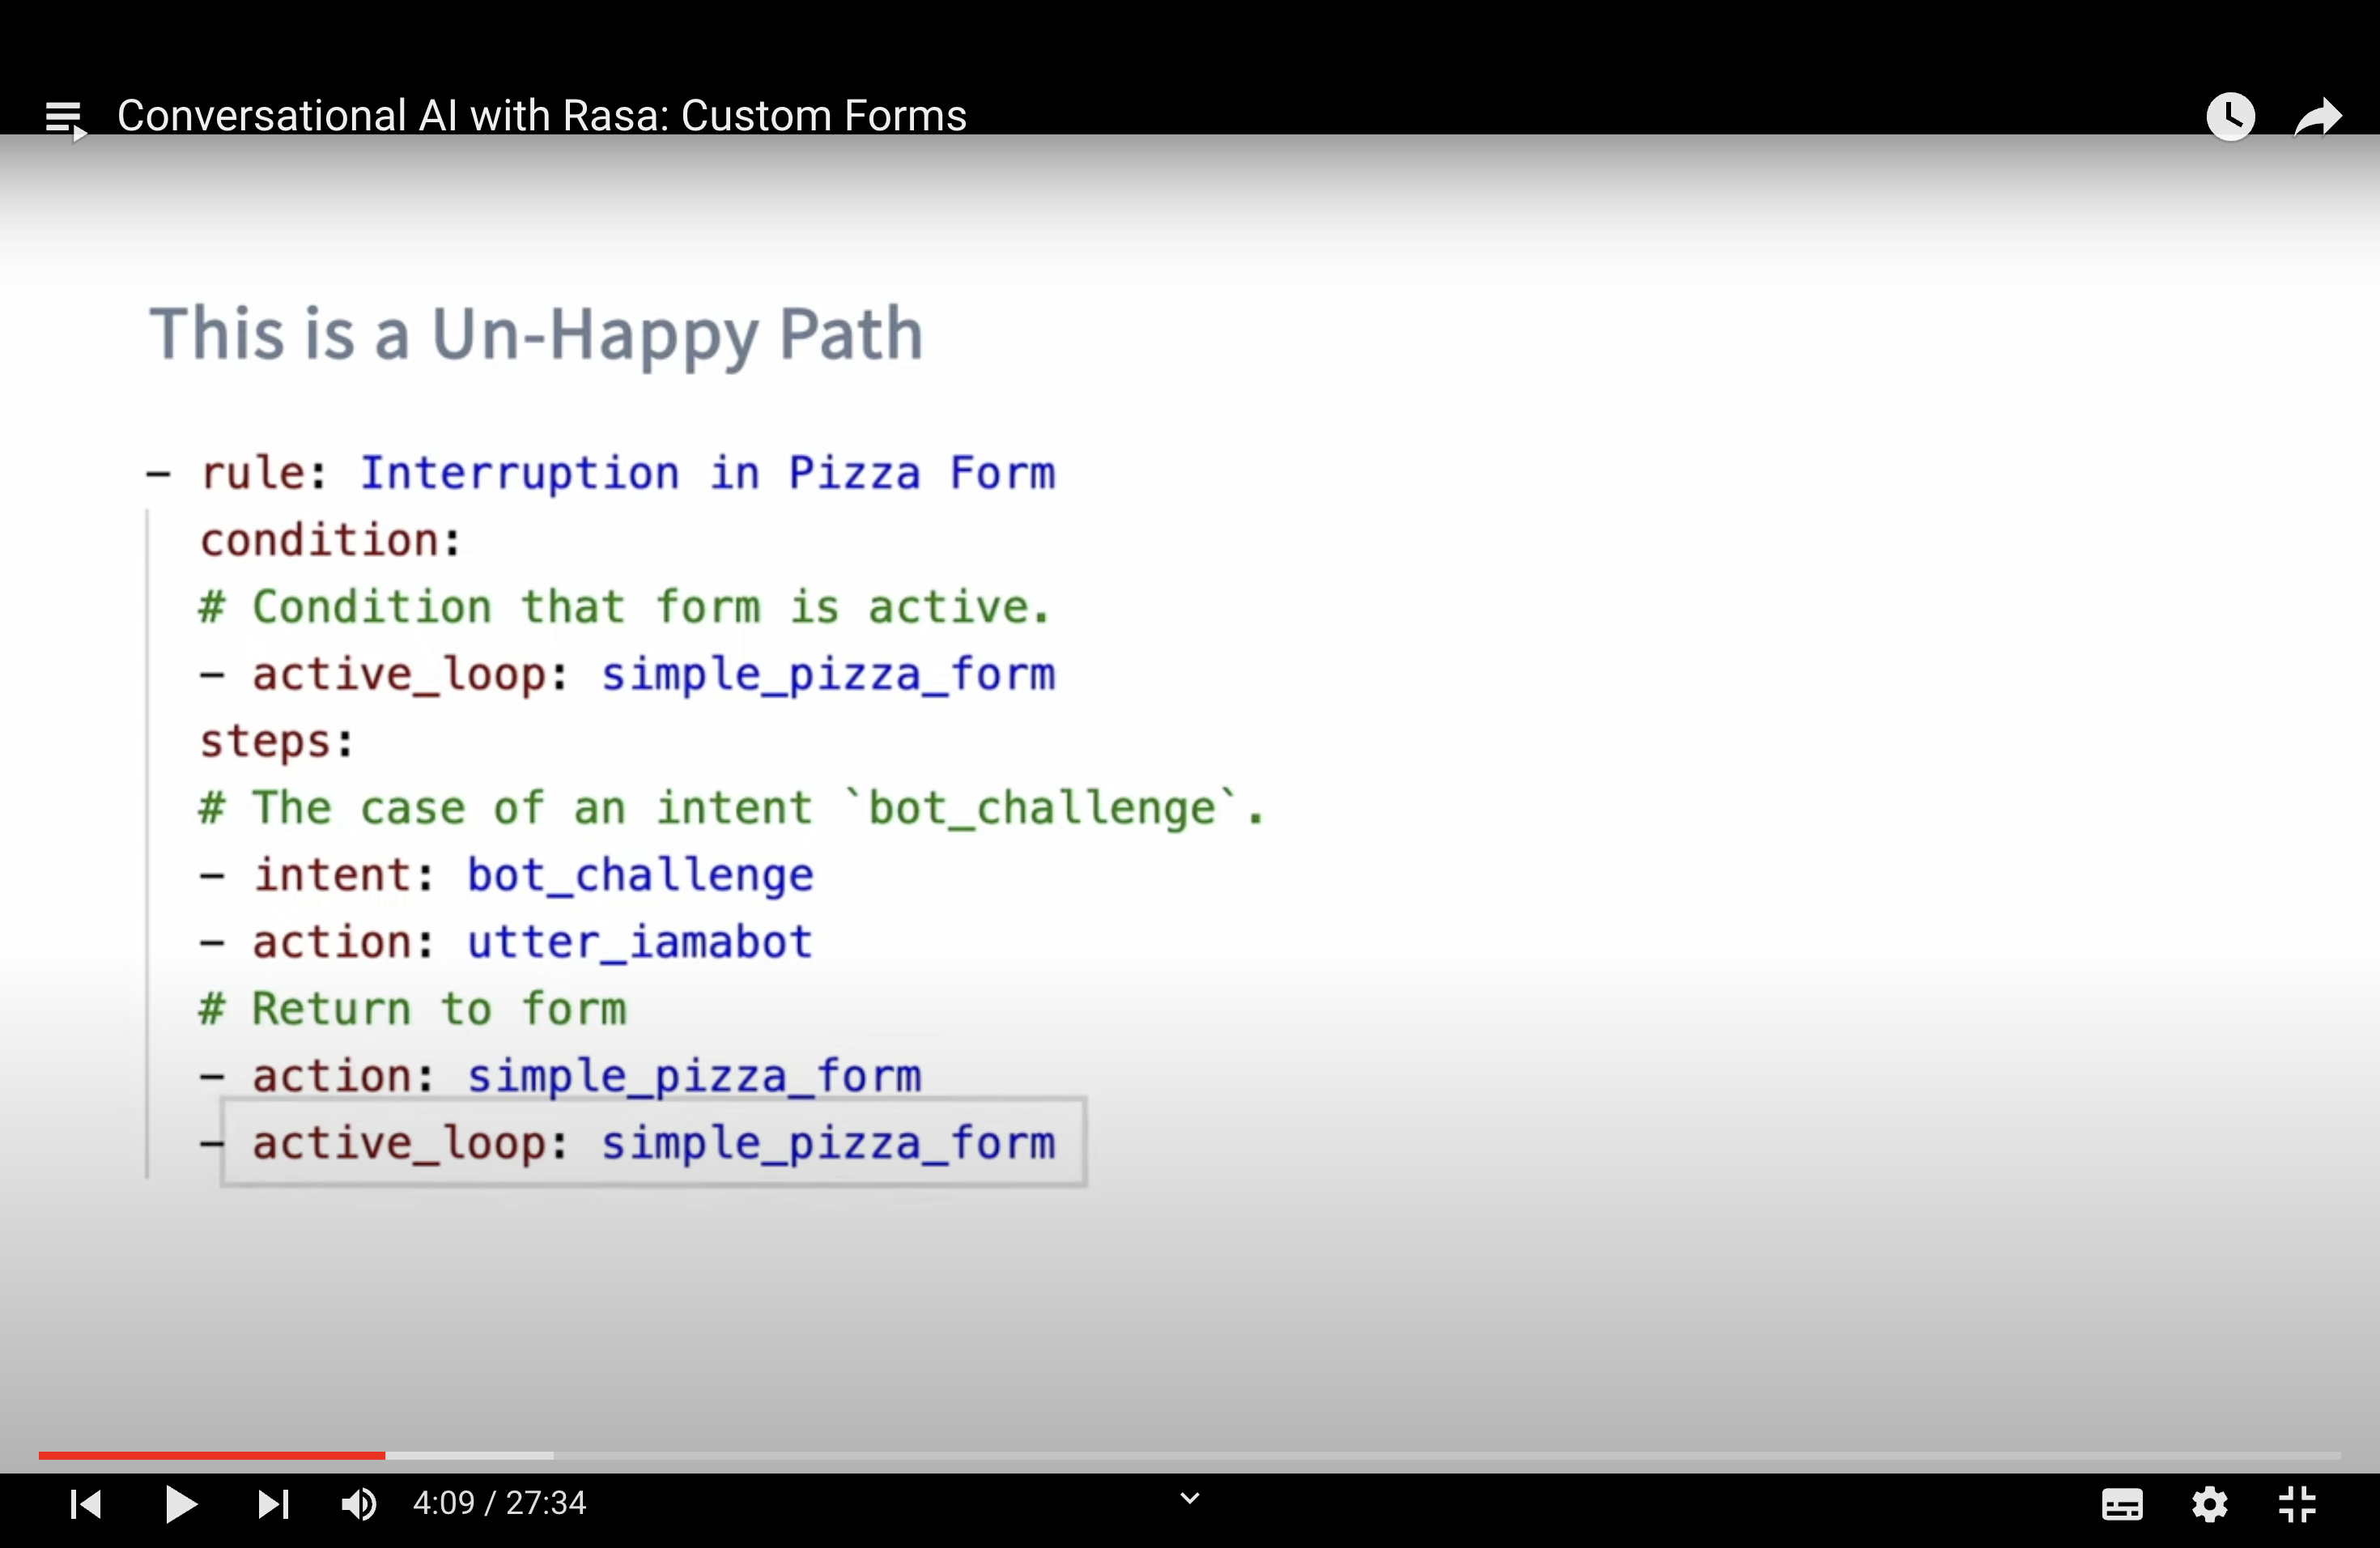 Conversational AI with Rasa: Custom Forms
This is a Un-Happy Path
- rule: Interruption in Pizza Form
condition:
# Condition that form is active.
- active_loop: simple_pizza_form
steps:
# The case of an intent `bot_challenge`.
- intent: bot_challenge
- action: utter_iamabot
# Return to form
- action: simple_pizza_form
- active_loop: simple_pizza_form
4:09 / 27:34